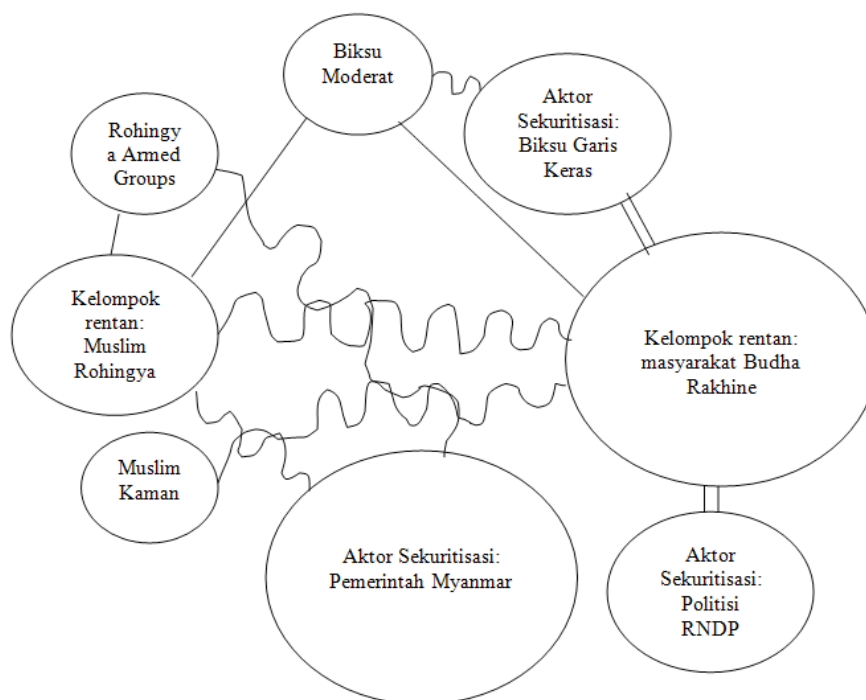 Biksu
Moderat
Aktor
Sekuritisasi:
Biksu Garis
Keras
Rohingy
a Armed
Groups
Kelompok
rentan:
Muslim
Rohingya
Kelompok rentan:
masyarakat Budha
Rakhine
Muslim
Kaman
Aktor Sekuritisasi:
Pemerintah Myanmar
Aktor
Sekuritisasi:
Politisi
RNDP